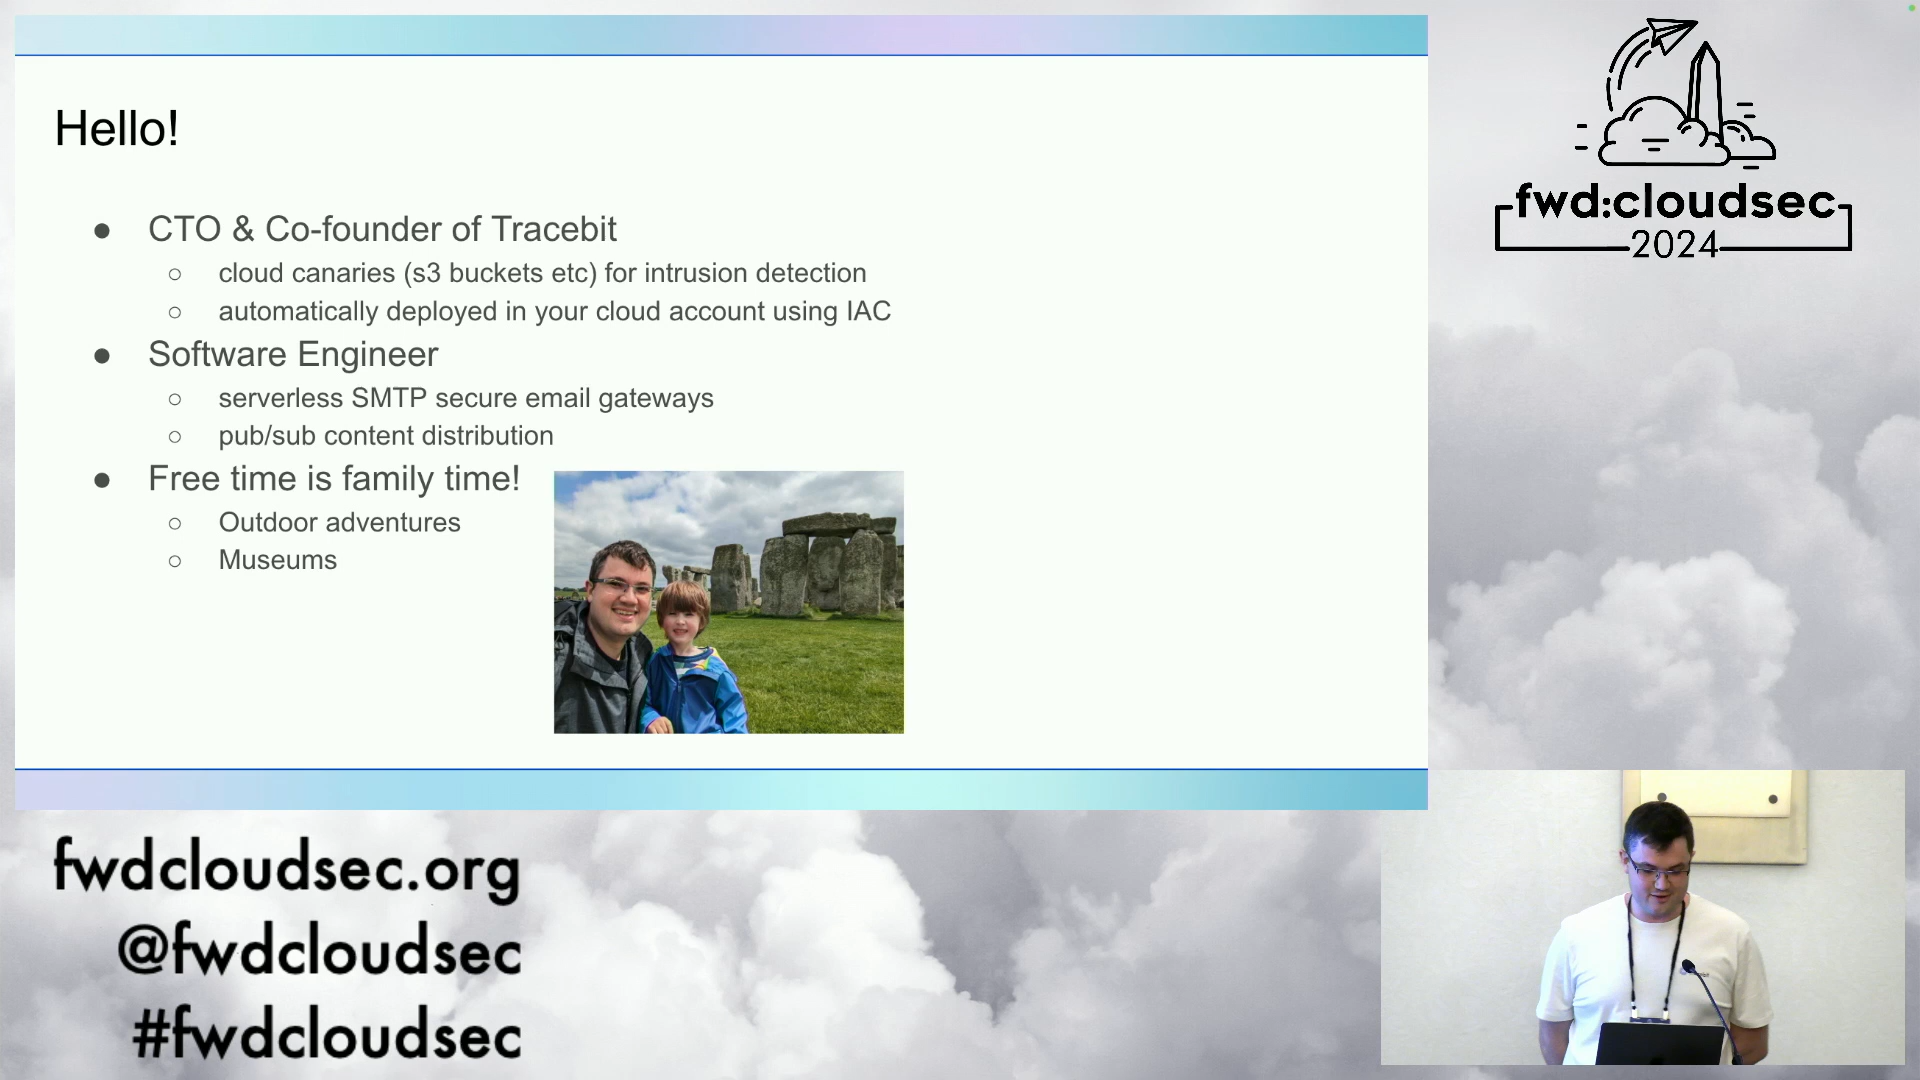 Hello!
● CTO & Co-founder of Tracebit
○ cloud canaries (s3 buckets etc) for intrusion detection
○ automatically deployed in your cloud account using IAC
● Software Engineer
○ serverless SMTP secure email gateways
○ pub/sub content distribution
● Free time is family time!
○ Outdoor adventures
○ Museums
fwd:cloudsec
2024
fwdcloudsec.org
@fwdcloudsec
#fwdcloudsec